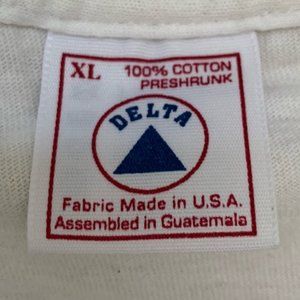 XL 100% COTTON
PRESHRUNK
DELTA
Fabric Made in U.S.A.
Assembled in Guatemala